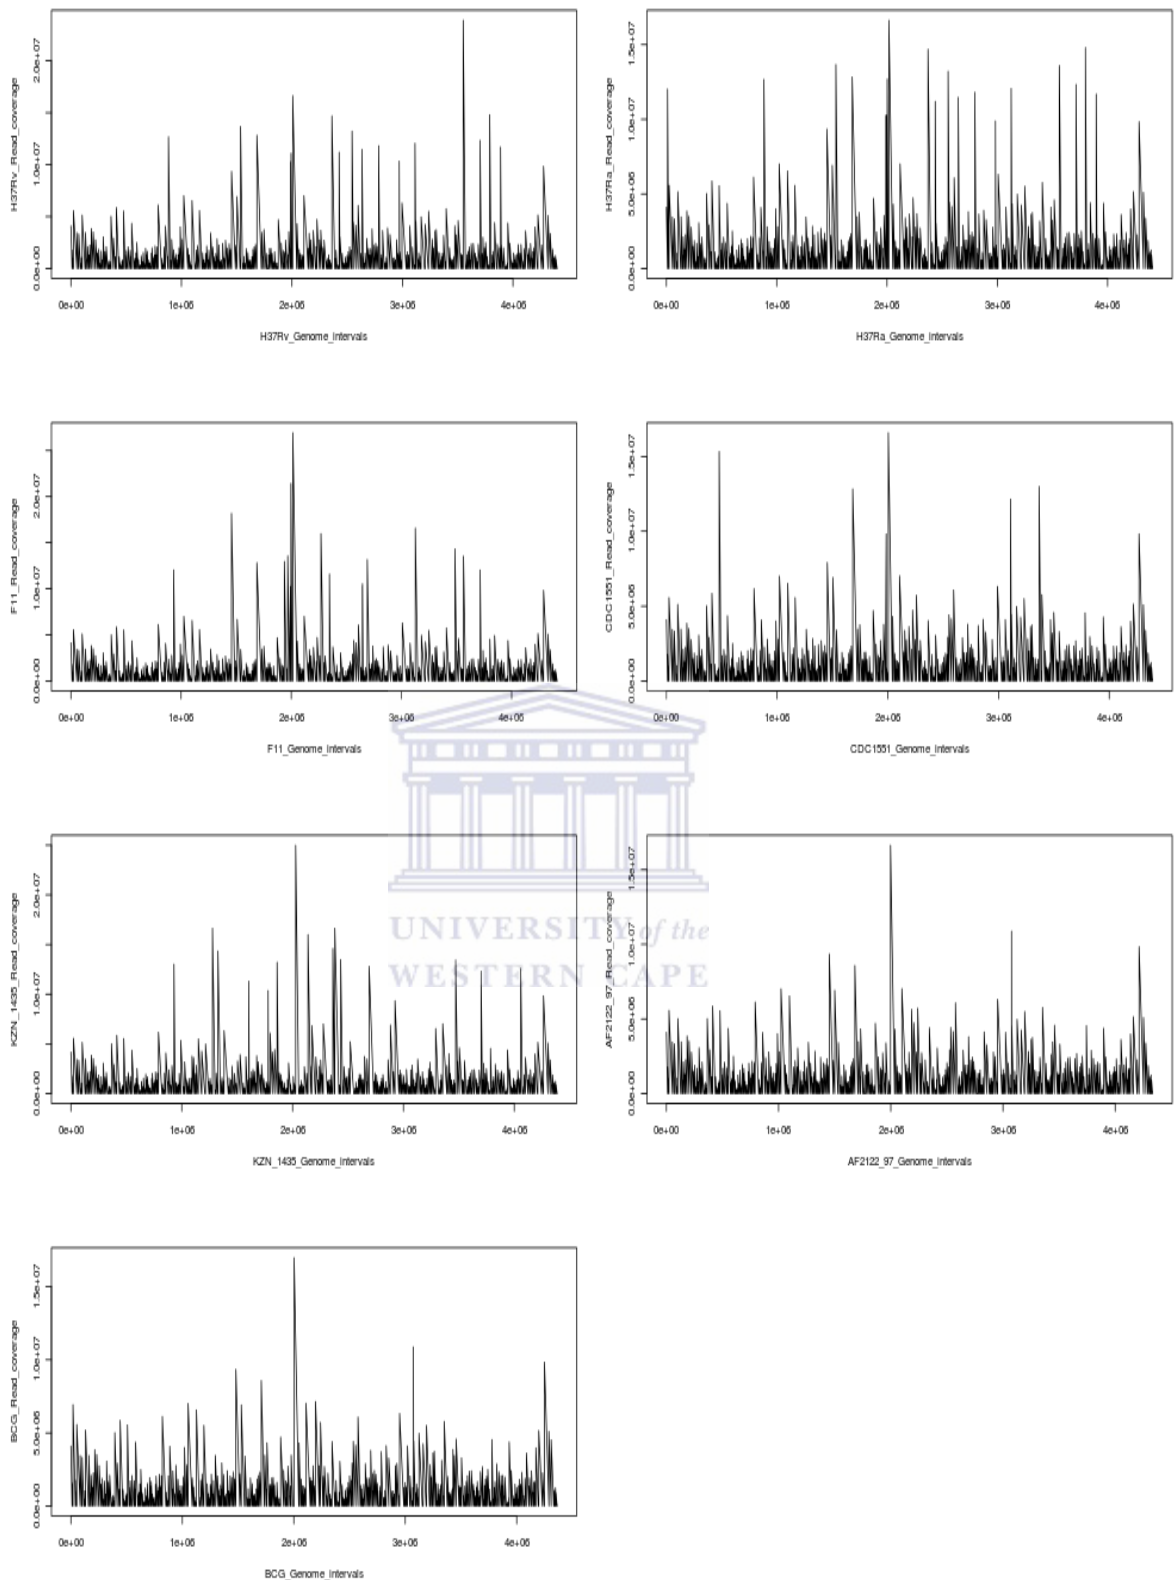 H37Rv_Read_coverage
0.0e+00 1.0e+07 2.0e+07
0e+00 1e+06 2e+06 3e+06 4e+06
H37Rv_Genome_Intervals
H37Ra_Read_coverage
0.0e+00 5.0e+06 1.0e+07 1.5e+07
0e+00 1e+06 2e+06 3e+06 4e+06
H37Ra_Genome_Intervals
F11_Read_coverage
0.0e+00 1.0e+07 2.0e+07
0e+00 1e+06 2e+06 3e+06 4e+06
F11_Genome_Intervals
CDC1551_Read_coverage
0.0e+00 5.0e+06 1.0e+07 1.5e+07
0e+00 1e+06 2e+06 3e+06 4e+06
CDC1551_Genome_Intervals
KZN_1435_Read_coverage
0.0e+00 1.0e+07 2.0e+07
0e+00 1e+06 2e+06 3e+06 4e+06
KZN_1435_Genome_Intervals
AF2122_97_Read_coverage
0.0e+00 5.0e+06 1.0e+07 1.5e+07
0e+00 1e+06 2e+06 3e+06 4e+06
AF2122_97_Genome_Intervals
UNIVERSITY of the
WESTERN CAPE
BCG_Read_coverage
0.0e+00 5.0e+06 1.0e+07 1.5e+07
0e+00 1e+06 2e+06 3e+06 4e+06
BCG_Genome_Intervals